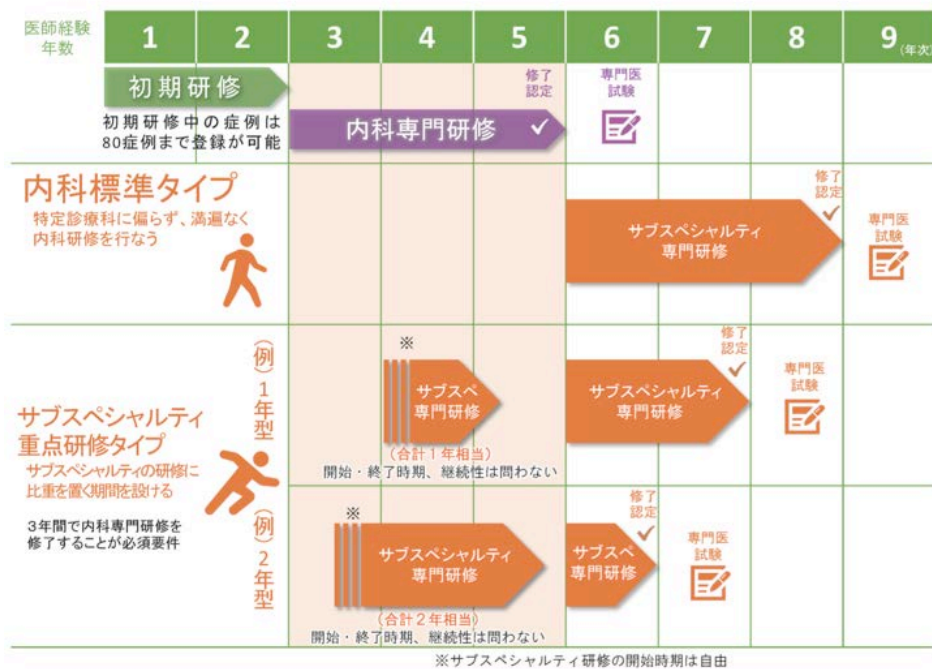 医師経験
年数
1 2 3 4 5 6 7 8 9(年次)
初期研修
初期研修中の症例は
80症例まで登録が可能
内科専門研修
修了
認定
専門医
試験
内科標準タイプ
特定診療科に偏らず、満遍なく
内科研修を行なう
サブスペシャルティ
専門研修
修了
認定
専門医
試験
サブスペシャルティ
重点研修タイプ
サブスペシャルティの研修に
比重を置く期間を設ける
3年間で内科専門研修を
修了することが必須要件
(例)1年型
※
サブスペ
専門研修
(合計1年相当)
開始・終了時期、継続性は問わない
サブスペシャルティ
専門研修
修了
認定
専門医
試験
(例)2年型
※
サブスペシャルティ
専門研修
(合計2年相当)
開始・終了時期、継続性は問わない
サブスペ
専門研修
修了
認定
専門医
試験
※サブスペシャルティ研修の開始時期は自由